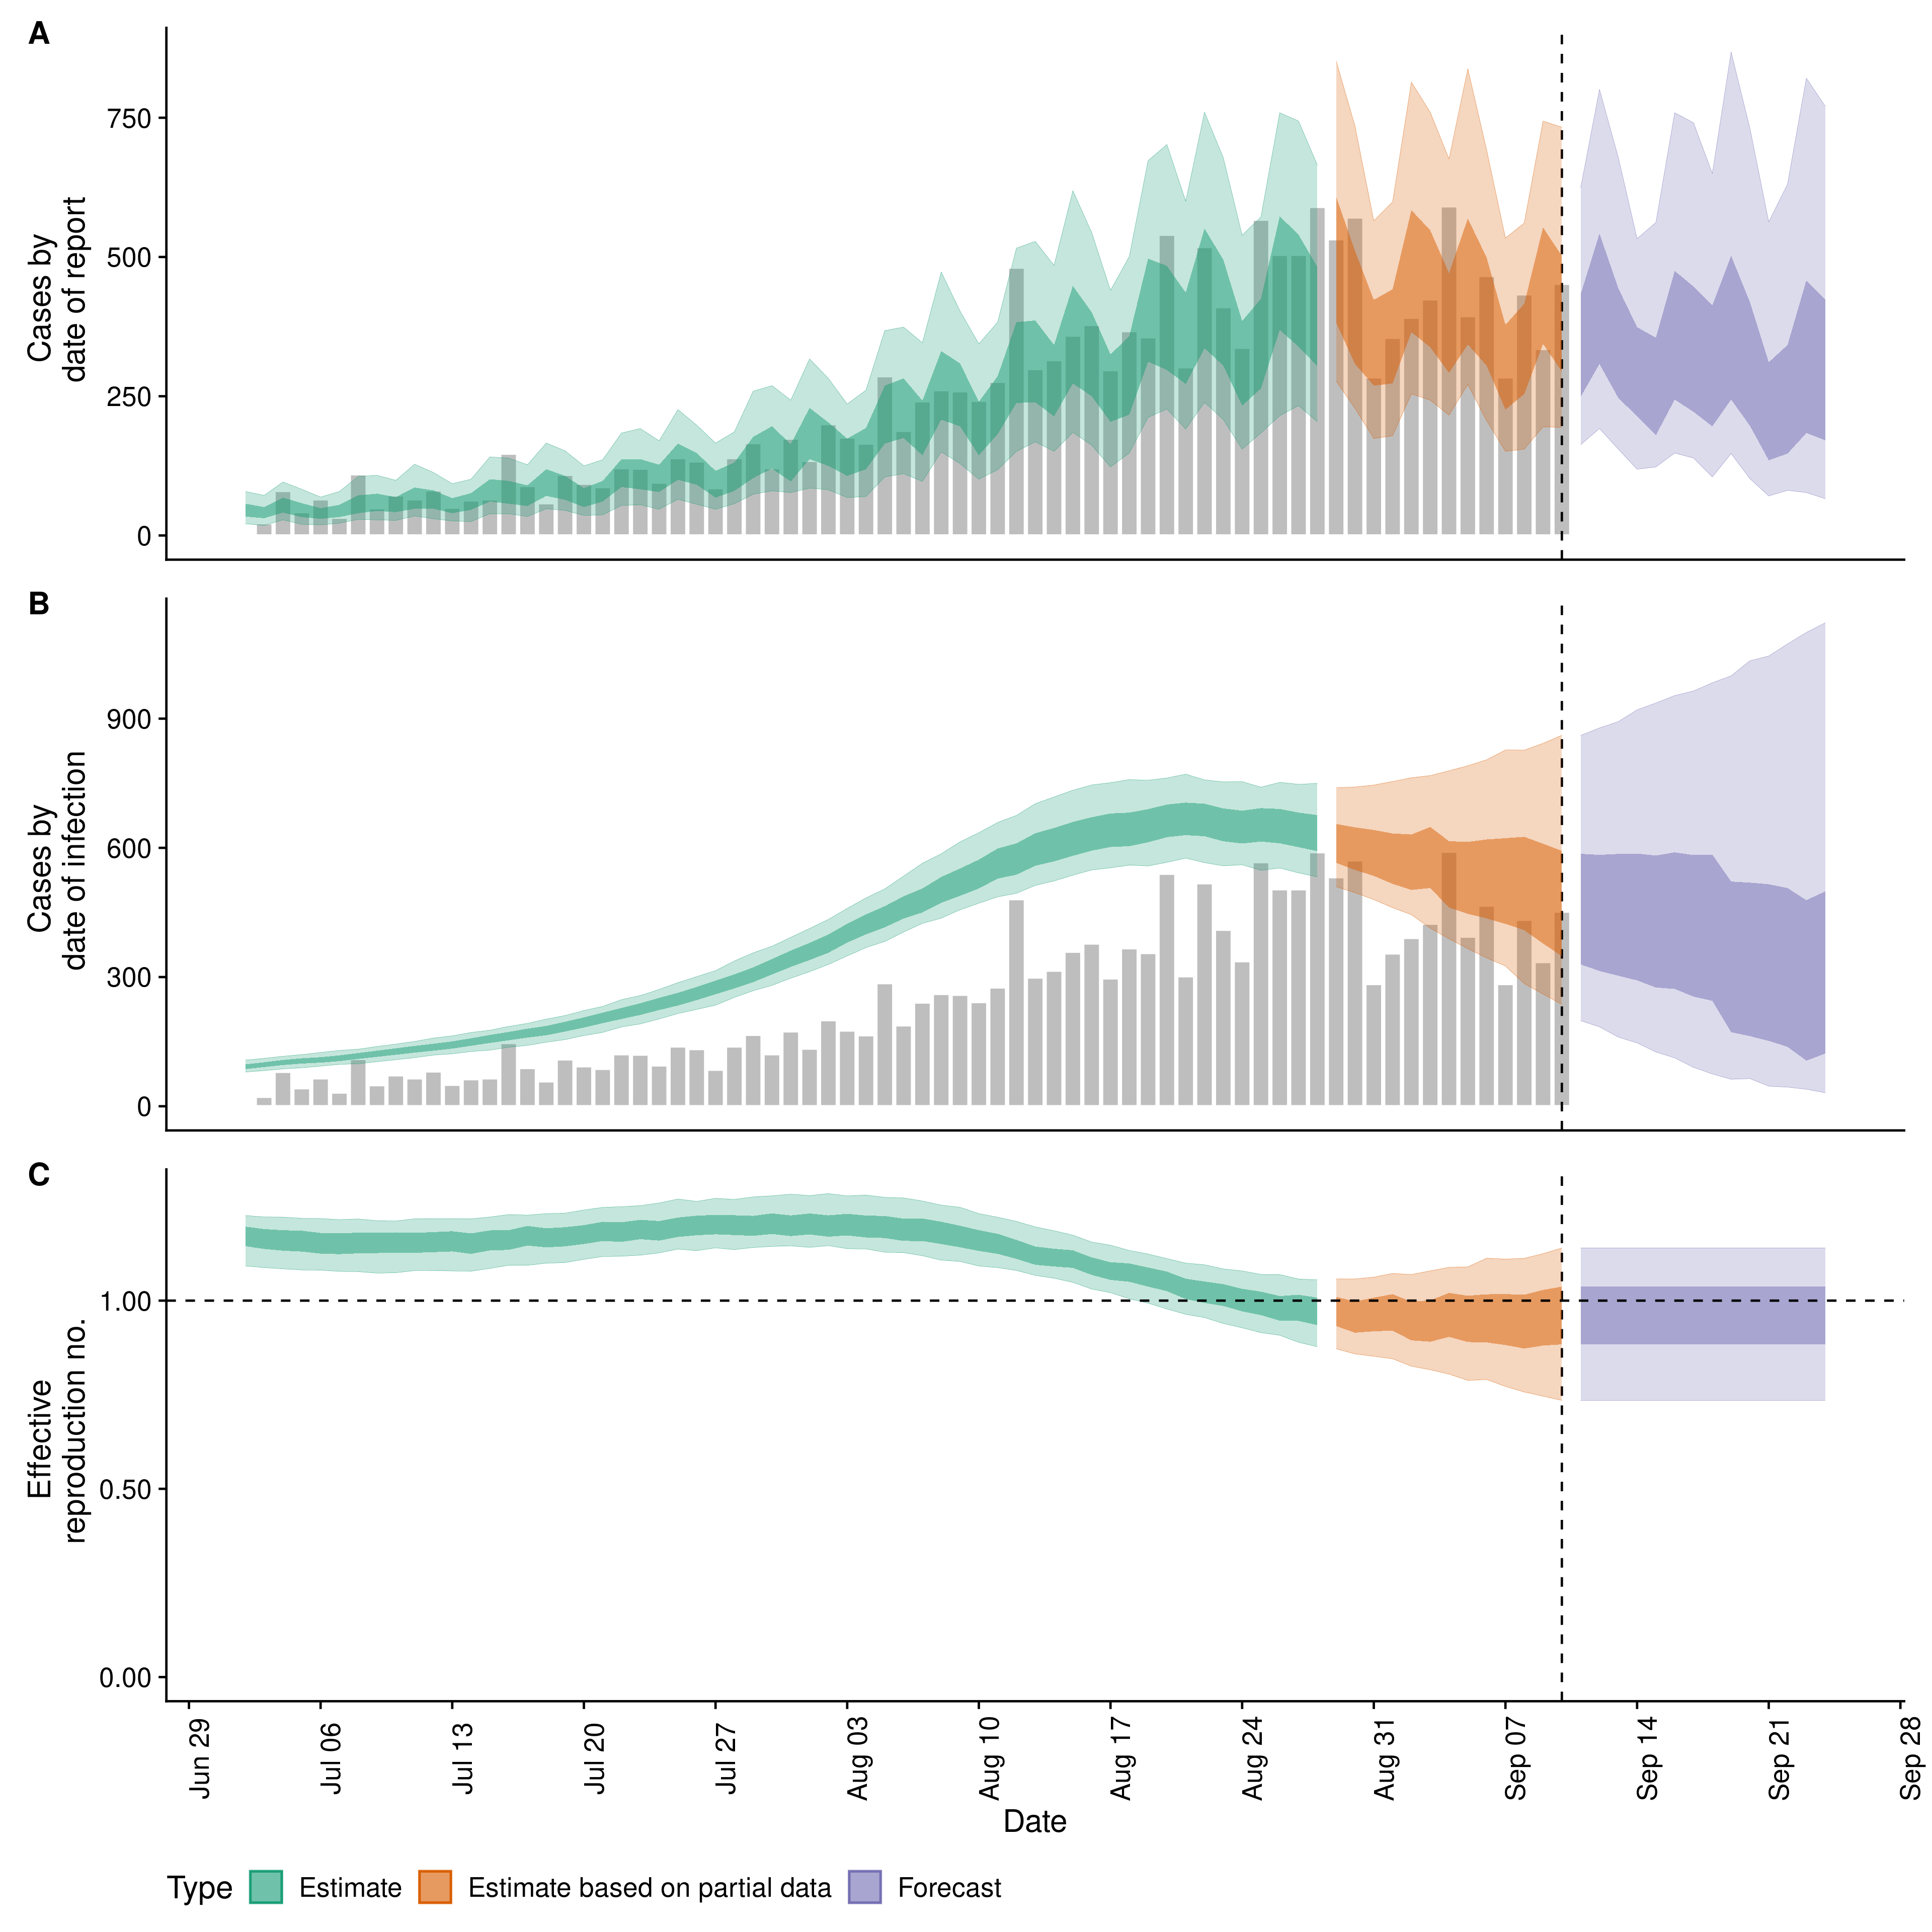 A
Cases by
date of report
750
500
250
0
B
Cases by
date of infection
900
600
300
0
C
Effective
reproduction no.
1.00
0.50
0.00
Jun 29
Jul 06
Jul 13
Jul 20
Jul 27
Aug 03
Aug 10
Aug 17
Aug 24
Aug 31
Sep 07
Sep 14
Sep 21
Sep 28
Date
Type Estimate Estimate based on partial data Forecast